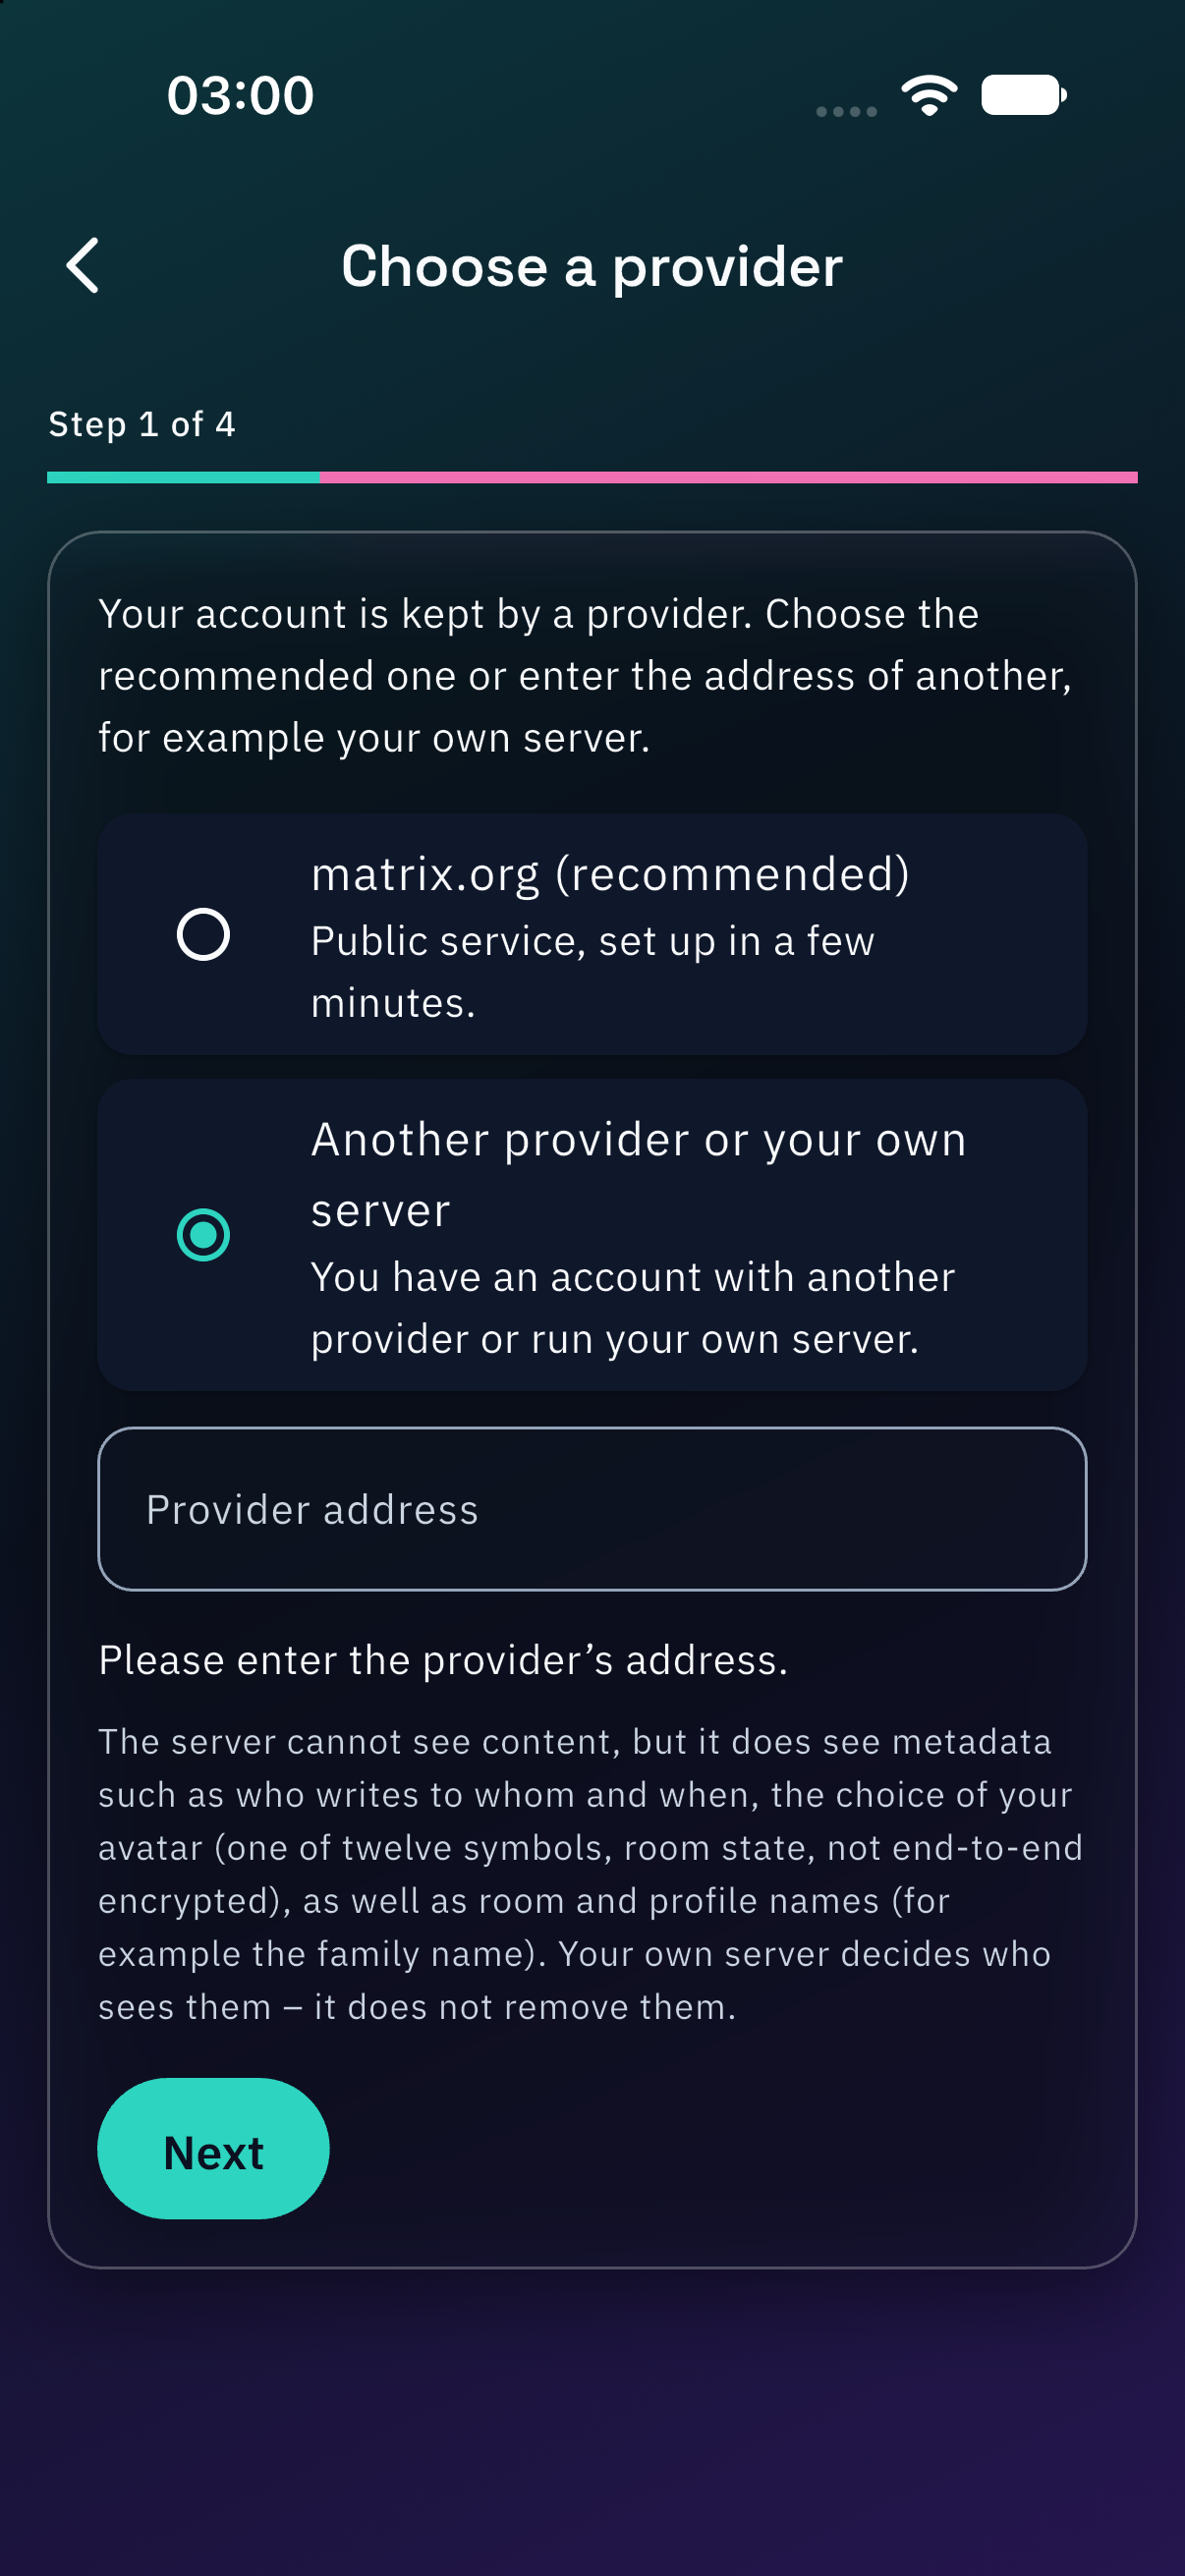 03:00
Choose a provider
Step 1 of 4
Your account is kept by a provider. Choose the
recommended one or enter the address of another,
for example your own server.
matrix.org (recommended)
Public service, set up in a few
minutes.
Another provider or your own
server
You have an account with another
provider or run your own server.
Provider address
Please enter the provider’s address.
The server cannot see content, but it does see metadata
such as who writes to whom and when, the choice of your
avatar (one of twelve symbols, room state, not end-to-end
encrypted), as well as room and profile names (for
example the family name). Your own server decides who
sees them – it does not remove them.
Next